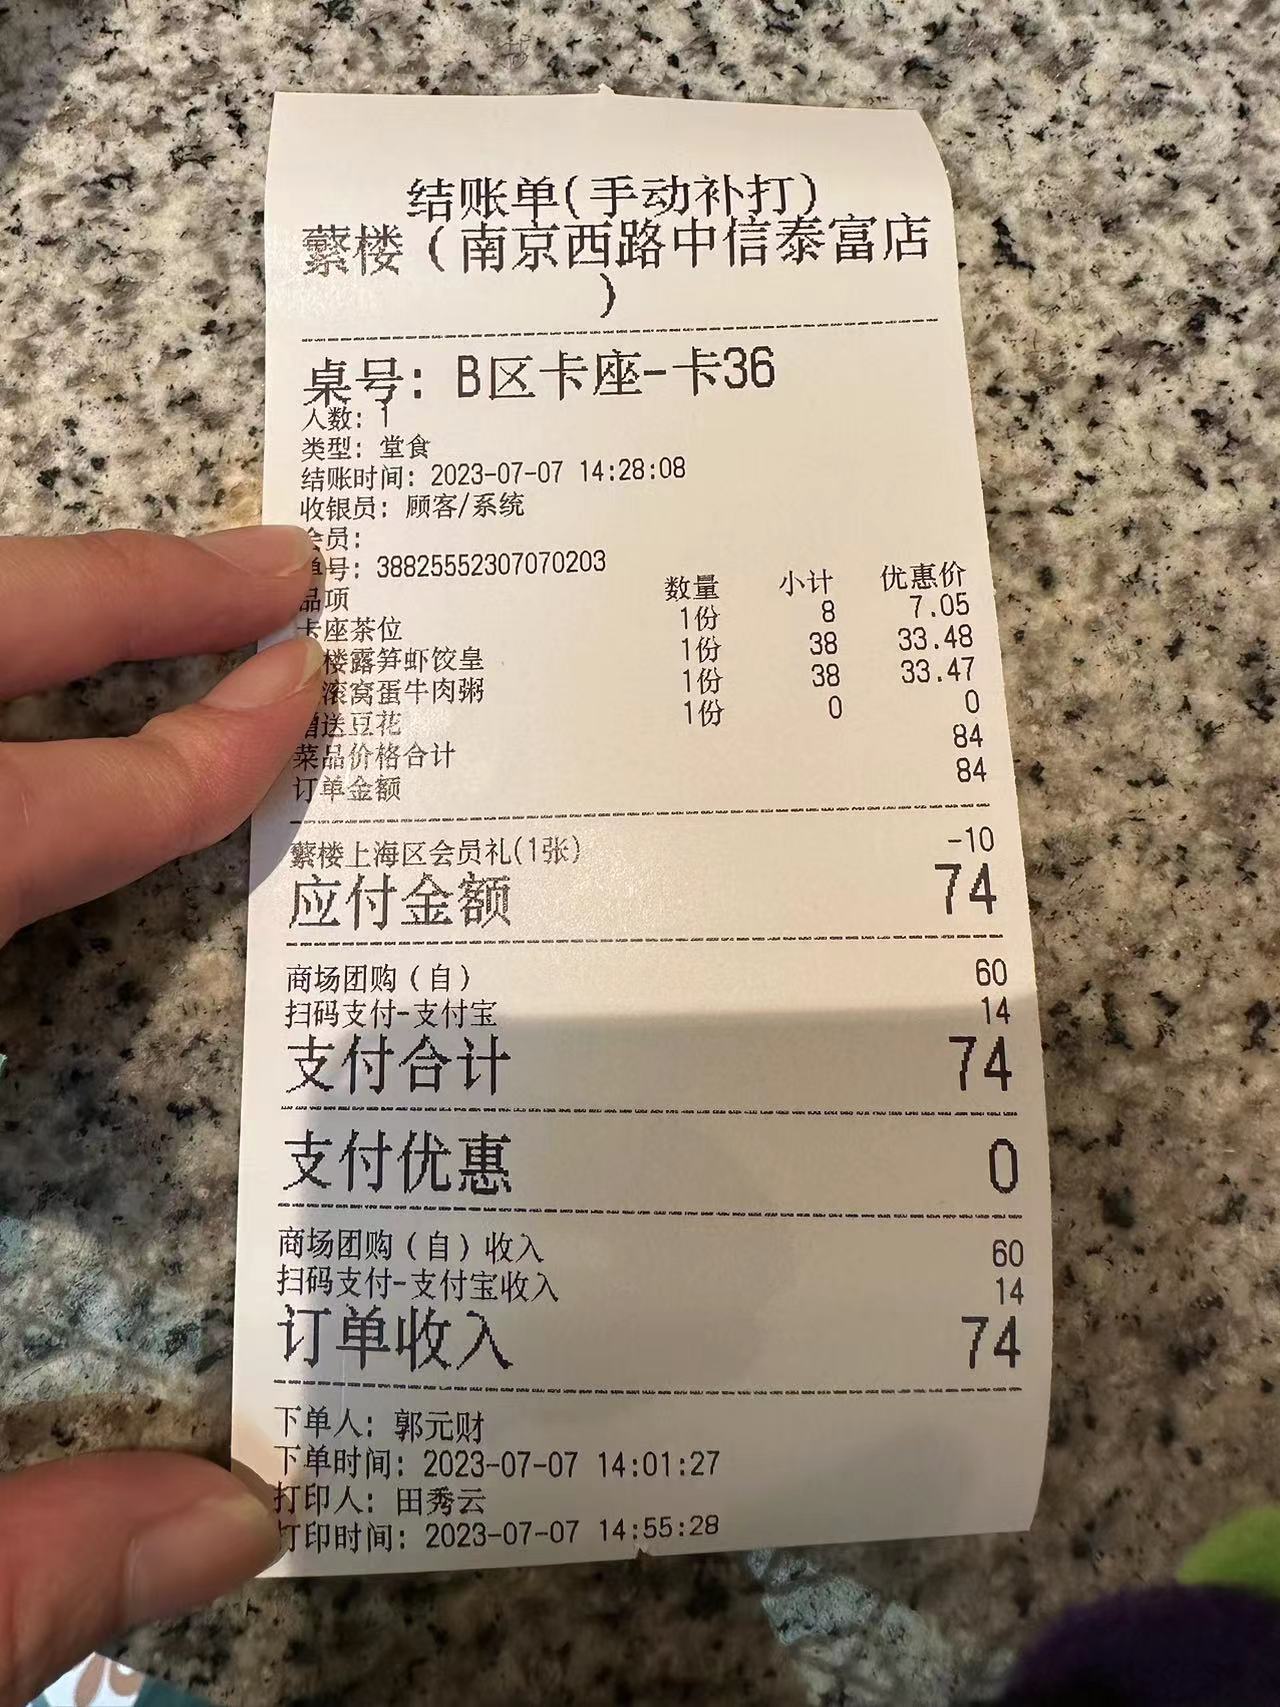 结账单(手动补打)
蘩楼（南京西路中信泰富店
）
桌号: B区卡座-卡36
人数: 1
类型: 堂食
结账时间: 2023-07-07 14:28:08
收银员: 顾客/系统
会员:
单号: 38825552307070203
品项 数量 小计 优惠价
卡座茶位 1份 8 7.05
楼露笋虾饺皇 1份 38 33.48
滚窝蛋牛肉粥 1份 38 33.47
赠送豆花 1份 0 0
菜品价格合计 84
订单金额 84
蘩楼上海区会员礼(1张) -10
应付金额 74
商场团购（自） 60
扫码支付-支付宝 14
支付合计 74
支付优惠 0
商场团购（自）收入 60
扫码支付-支付宝收入 14
订单收入 74
下单人: 郭元财
下单时间: 2023-07-07 14:01:27
打印人: 田秀云
打印时间: 2023-07-07 14:55:28